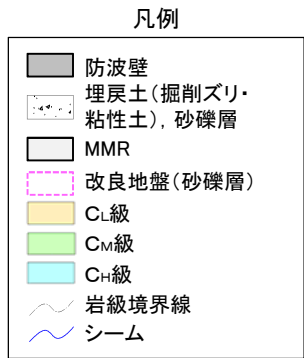 凡例
防波壁
埋戻土(掘削ズリ・
粘性土),砂礫層
MMR
改良地盤(砂礫層)
CL級
CM級
CH級
岩級境界線
シーム